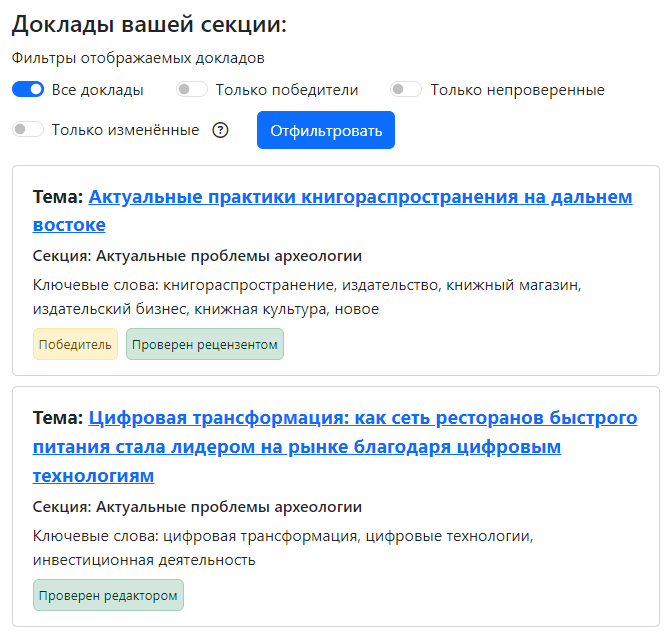 Доклады вашей секции:
Фильтры отображаемых докладов
Все доклады Только победители Только непроверенные
Только изменённые ? Отфильтровать
Тема: Актуальные практики книгораспространения на дальнем
востоке
Секция: Актуальные проблемы археологии
Ключевые слова: книгораспространение, издательство, книжный магазин,
издательский бизнес, книжная культура, новое
Победитель Проверен рецензентом
Тема: Цифровая трансформация: как сеть ресторанов быстрого
питания стала лидером на рынке благодаря цифровым
технологиям
Секция: Актуальные проблемы археологии
Ключевые слова: цифровая трансформация, цифровые технологии,
инвестиционная деятельность
Проверен редактором